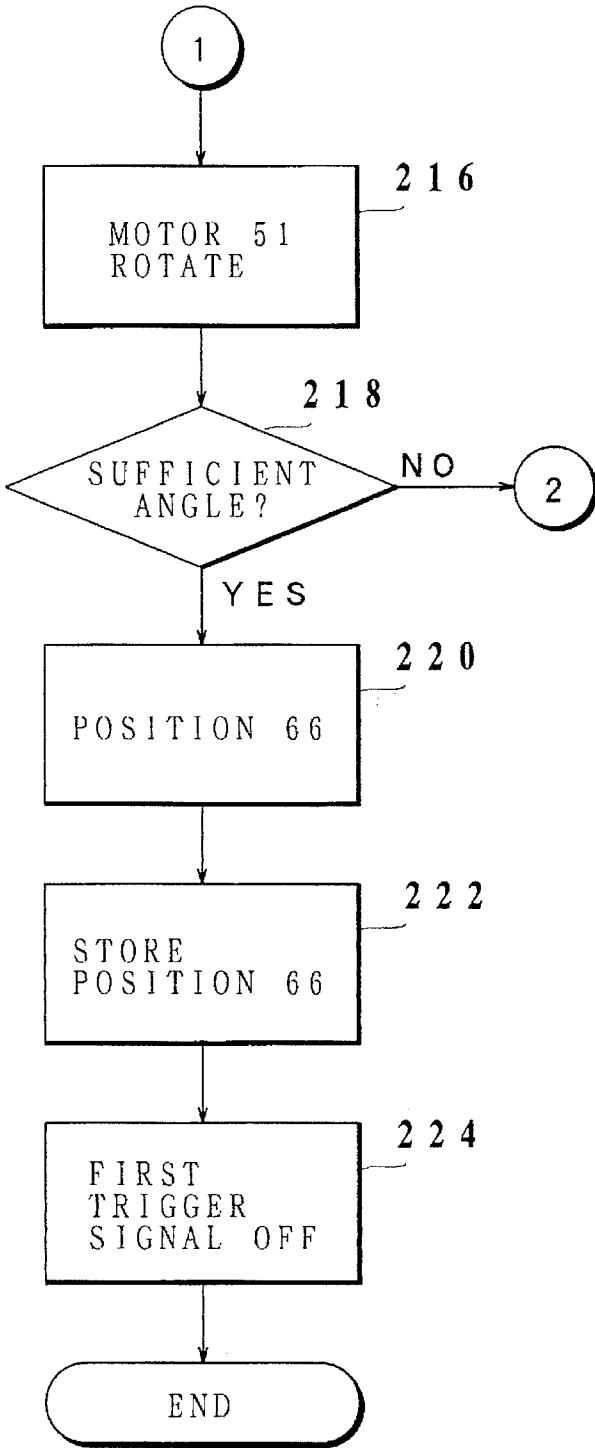 1
216
MOTOR 51
ROTATE
218
SUFFICIENT
ANGLE?
NO
2
YES
220
POSITION 66
222
STORE
POSITION 66
224
FIRST
TRIGGER
SIGNAL OFF
END